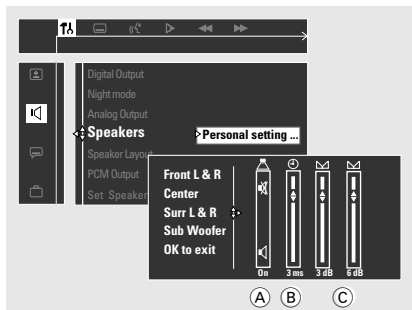 Digital Output
Night mode
Analog Output
Speakers
Personal setting ...
Speaker Layout
PCM Output
Set Speaker
Front L & R
Center
Surr L & R
Sub Woofer
OK to exit
On 3 ms 3 dB 6 dB
A B C